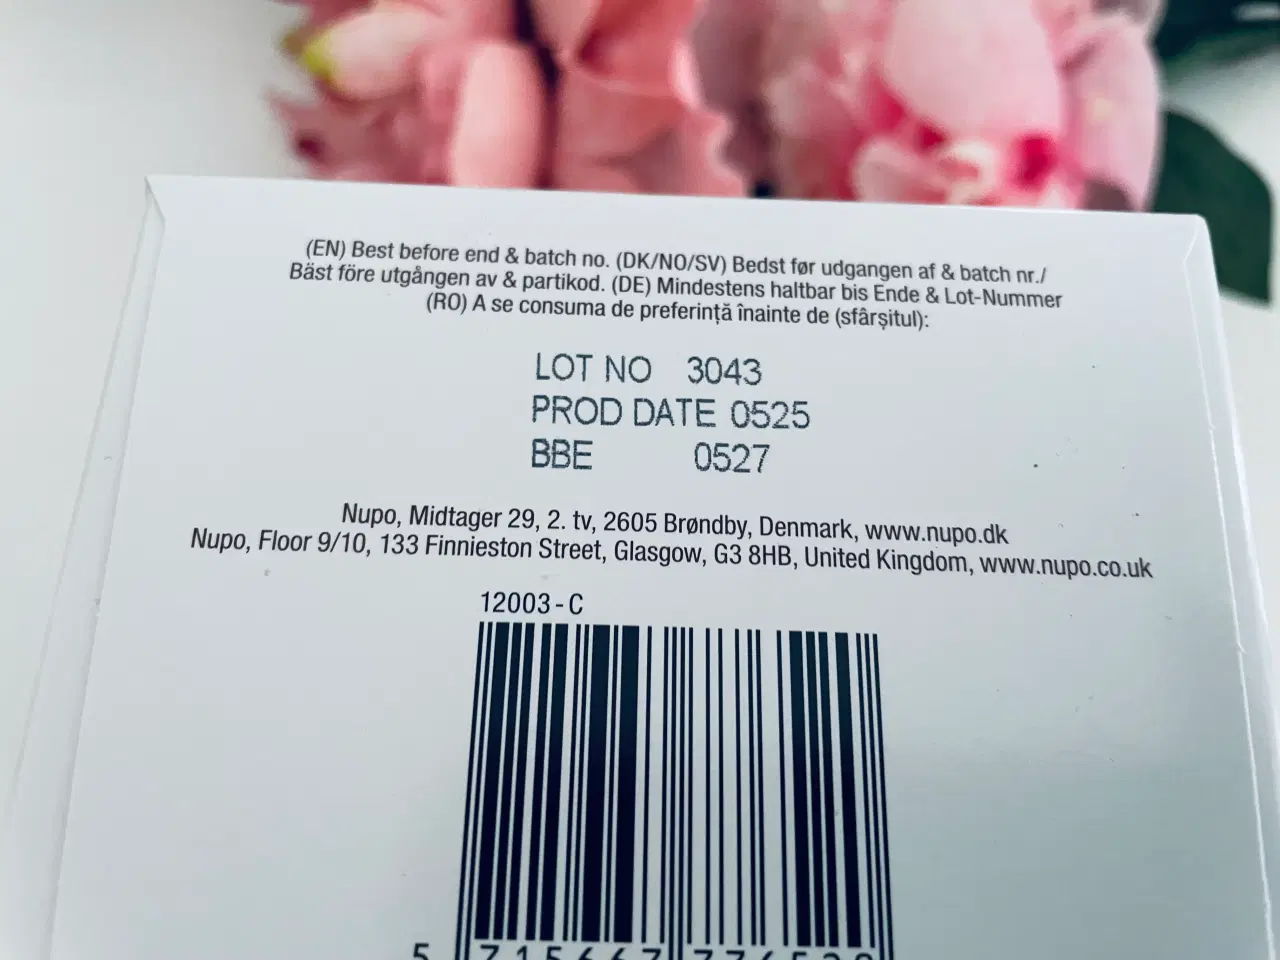 (EN) Best before end & batch no. (DK/NO/SV) Bedst før udgangen af & batch nr./
Bäst före utgången av & partikod. (DE) Mindestens haltbar bis Ende & Lot-Nummer
(RO) A se consuma de preferință înainte de (sfârșitul):
LOT NO 3043
PROD DATE 0525
BBE 0527
Nupo, Midtager 29, 2. tv, 2605 Brøndby, Denmark, www.nupo.dk
Nupo, Floor 9/10, 133 Finnieston Street, Glasgow, G3 8HB, United Kingdom, www.nupo.co.uk
12003-C
5 715667